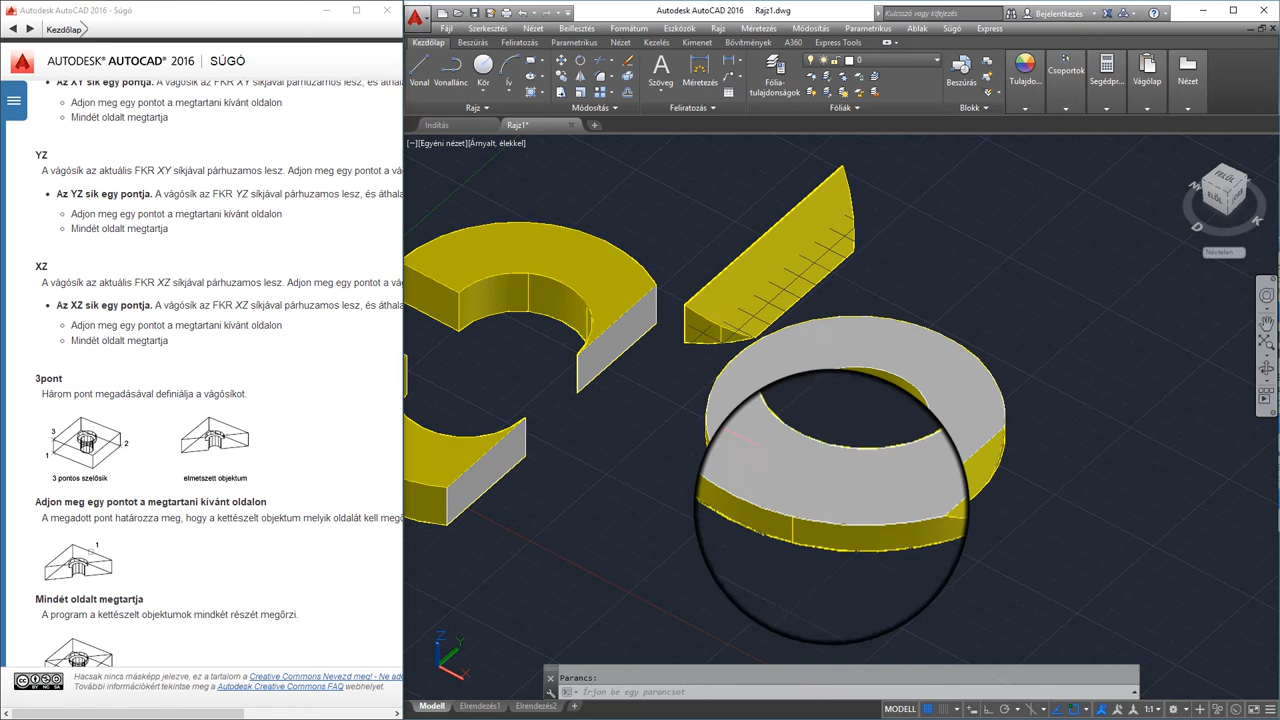 Autodesk AutoCAD 2016 - Súgó
Kezdőlap
AUTODESK® AUTOCAD® 2016 | SÚGÓ
Az XY sík egy pontja. A vágósík az aktuális FKR XY síkjával párhuzamos lesz, és átha
Adjon meg egy pontot a megtartani kívánt oldalon
Mindét oldalt megtartja
YZ
A vágósík az aktuális FKR XY síkjával párhuzamos lesz. Adjon meg egy pontot a vá
Az YZ sik egy pontja. A vágósík az FKR YZ síkjával párhuzamos lesz, és áthala
Adjon meg egy pontot a megtartani kívánt oldalon
Mindét oldalt megtartja
XZ
A vágósík az aktuális FKR XZ síkjával párhuzamos lesz. Adjon meg egy pontot a vá
Az XZ sik egy pontja. A vágósík az FKR XZ síkjával párhuzamos lesz, és áthala
Adjon meg egy pontot a megtartani kívánt oldalon
Mindét oldalt megtartja
3pont
Három pont megadásával definiálja a vágósíkot.
3
2
1
3 pontos szelősík
elmetszett objektum
Adjon meg egy pontot a megtartani kívánt oldalon
A megadott pont határozza meg, hogy a kettészelt objektum melyik oldalát kell megő
1
Mindét oldalt megtartja
A program a kettészelt objektumok mindkét részét megőrzi.
Hacsak nincs másképp jelezve, ez a tartalom a Creative Commons Nevezd meg! - Ne ado
További információkért tekintse meg a Autodesk Creative Commons FAQ webhelyet.
Autodesk AutoCAD 2016 Rajz1.dwg
Kulcsszó vagy kifejezés
Bejelentkezés
Fájl Szerkesztés Nézet Beillesztés Formátum Eszközök Rajz Méretezés Módosítás Parametrikus Ablak Súgó Express
Kezdőlap Beszúrás Feliratozás Parametrikus Nézet Kezelés Kimenet Bővítmények A360 Express Tools
Vonal Vonallánc Kör Ív
Szöveg Méretezés
Fólia-
tulajdonságok
0
Beszúrás
Tulajdo...
Csoportok
Segédpr...
Vágólap
Nézet
Rajz Módosítás Feliratozás Fóliák Blokk
Indítás Rajz1*
[−][Egyéni nézet][Árnyalt, élekkel]
FELÜL
ELÖL
D
K
Névtelen
Z
Y
X
Parancs:
Írjon be egy parancsot
Modell Elrendezés1 Elrendezés2
MODELL
1:1